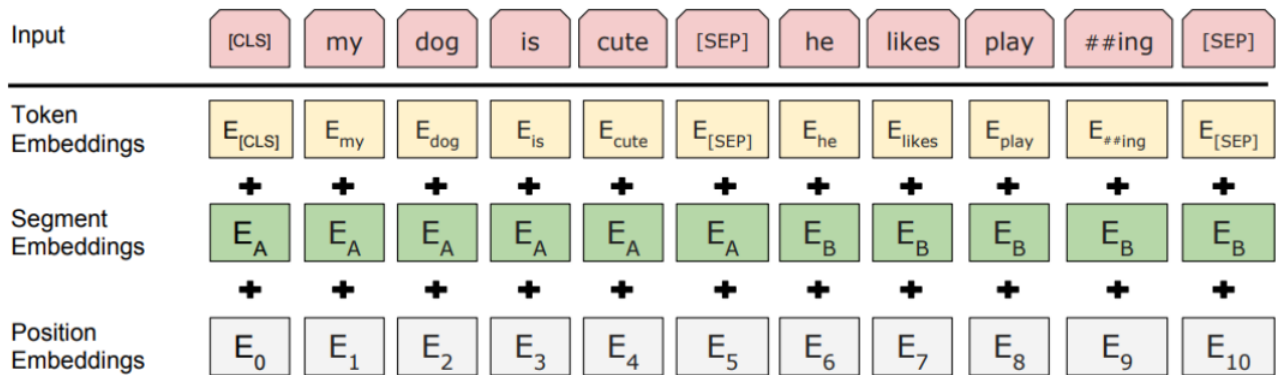 Input [CLS] my dog is cute [SEP] he likes play ##ing [SEP]
Token
Embeddings E[CLS] Emy Edog Eis Ecute E[SEP] Ehe Elikes Eplay E##ing E[SEP]
+ + + + + + + + + + +
Segment
Embeddings EA EA EA EA EA EA EB EB EB EB EB
+ + + + + + + + + + +
Position
Embeddings E0 E1 E2 E3 E4 E5 E6 E7 E8 E9 E10